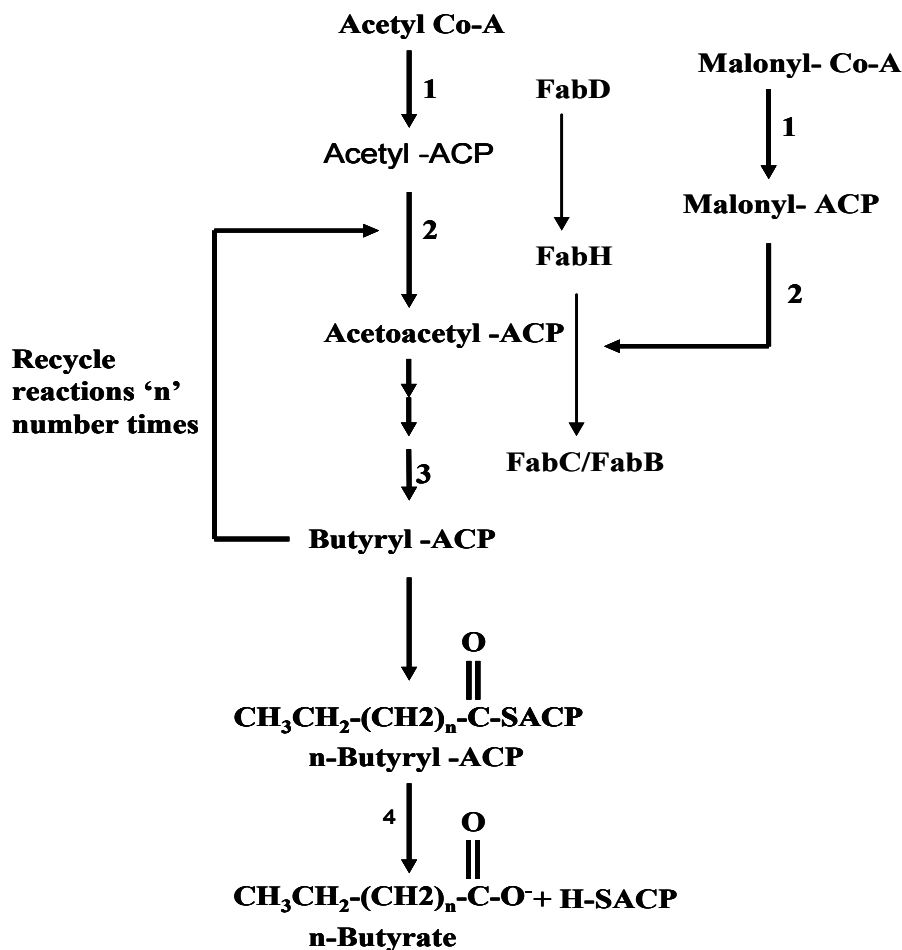 Acetyl Co-A
1
Acetyl -ACP
2
Acetoacetyl -ACP
3
Butyryl -ACP
Recycle
reactions ‘n’
number times
FabD
FabH
FabC/FabB
Malonyl- Co-A
1
Malonyl- ACP
2
O
CH₃CH₂-(CH2)ₙ-C-SACP
n-Butyryl -ACP
4
O
CH₃CH₂-(CH2)ₙ-C-O⁻+ H-SACP
n-Butyrate